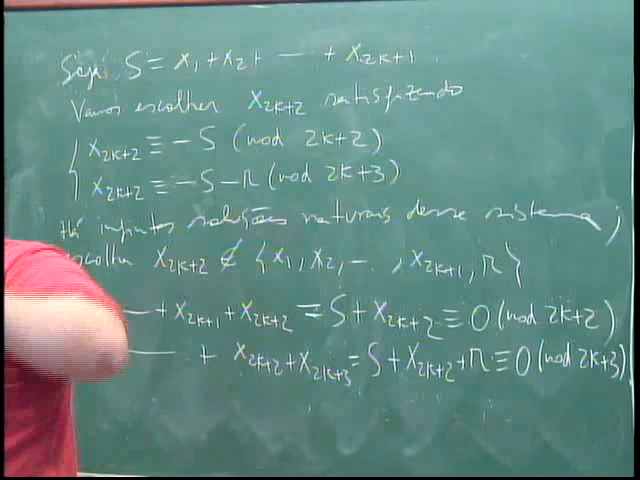 Seja S = x₁ + x₂ + — + x₂ₖ₊₁.
Vamos escolher x₂ₖ₊₂ satisfazendo
{ x₂ₖ₊₂ ≡ -S (mod 2k+2)
x₂ₖ₊₂ ≡ -S - n (mod 2k+3)
Há infinitas soluções naturais desse sistema;
escolha x₂ₖ₊₂ ∉ {x₁, x₂, -- , x₂ₖ₊₁, n}
— + x₂ₖ₊₁ + x₂ₖ₊₂ = S + x₂ₖ₊₂ ≡ 0 (mod 2k+2)
— + x₂ₖ₊₂ + x₂ₖ₊₃ = S + x₂ₖ₊₂ + n ≡ 0 (mod 2k+3)